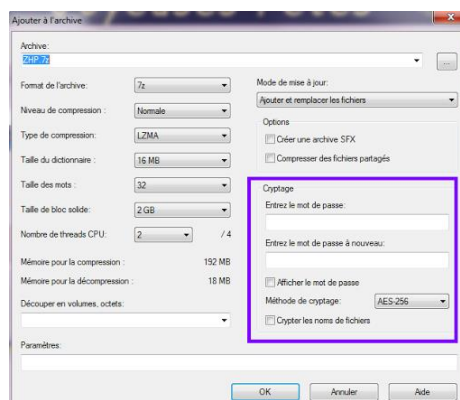 Ajouter à l'archive
Archive:
ZHP.7z
...
Format de l'archive:
7z
Niveau de compression :
Normale
Type de compression:
LZMA
Taille du dictionnaire :
16 MB
Taille des mots :
32
Taille de bloc solide:
2 GB
Nombre de threads CPU:
2
/ 4
Mémoire pour la compression :
192 MB
Mémoire pour la décompression :
18 MB
Découper en volumes, octets:
Mode de mise à jour:
Ajouter et remplacer les fichiers
Options
Créer une archive SFX
Compresser des fichiers partagés
Cryptage
Entrez le mot de passe:
Entrez le mot de passe à nouveau:
Afficher le mot de passe
Méthode de cryptage:
AES-256
Crypter les noms de fichiers
Paramètres:
OK
Annuler
Aide